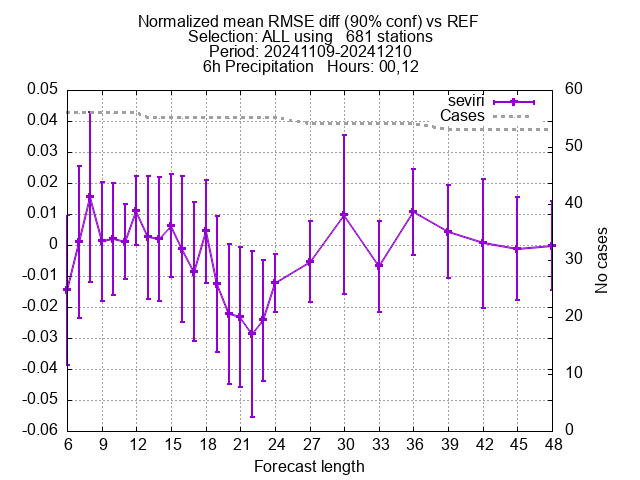 Normalized mean RMSE diff (90% conf) vs REF
Selection: ALL using   681 stations
Period: 20241109-20241210
6h Precipitation   Hours: 00,12
0.05
0.04
0.03
0.02
0.01
0
-0.01
-0.02
-0.03
-0.04
-0.05
-0.06
seviri
Cases
60
50
40
30
20
10
0
No cases
6 9 12 15 18 21 24 27 30 33 36 39 42 45 48
Forecast length